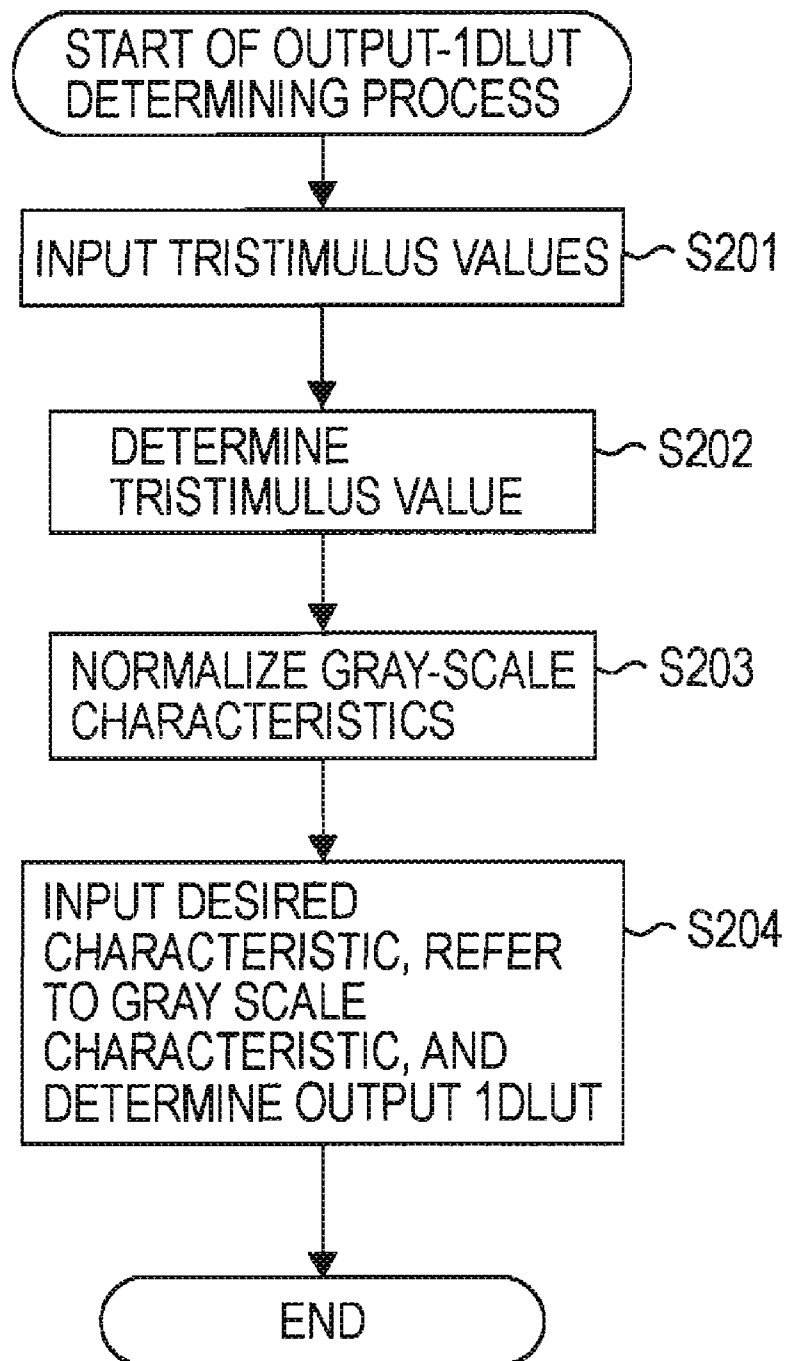 START OF OUTPUT-1DLUT
DETERMINING PROCESS
INPUT TRISTIMULUS VALUES
S201
DETERMINE
TRISTIMULUS VALUE
S202
NORMALIZE GRAY-SCALE
CHARACTERISTICS
S203
INPUT DESIRED
CHARACTERISTIC, REFER
TO GRAY SCALE
CHARACTERISTIC, AND
DETERMINE OUTPUT 1DLUT
S204
END